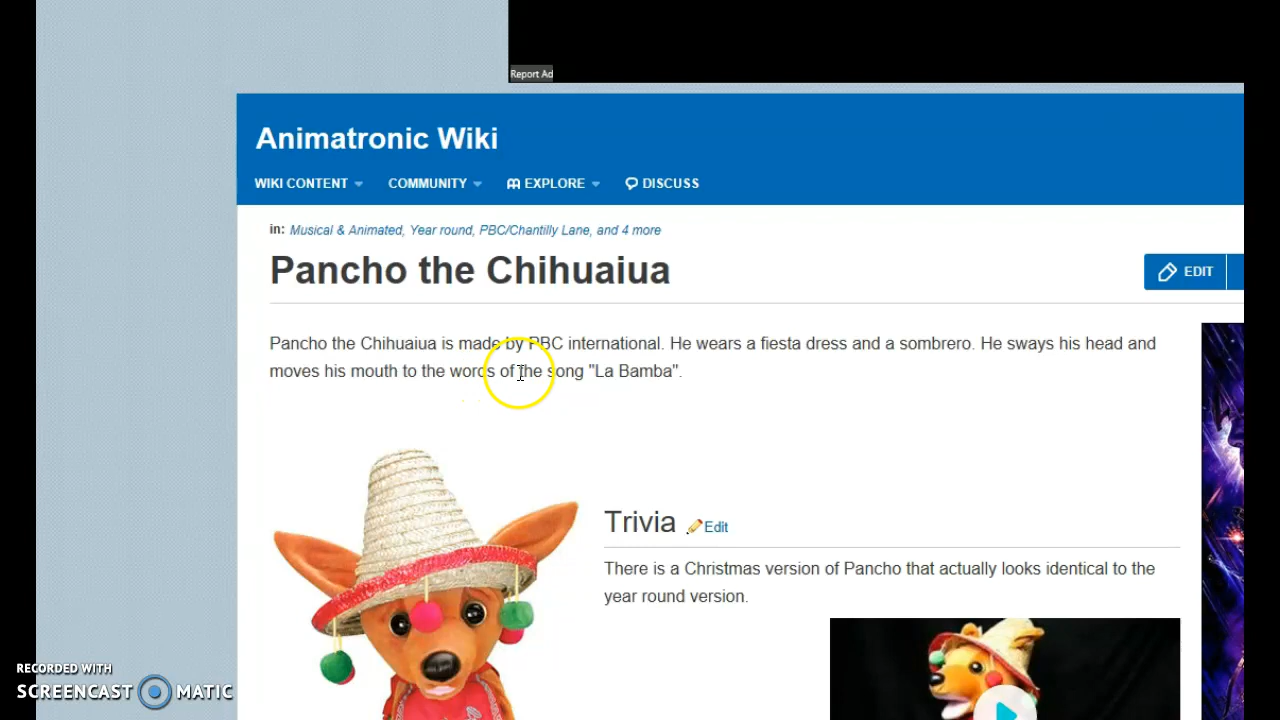 Report Ad
Animatronic Wiki
WIKI CONTENT COMMUNITY EXPLORE DISCUSS
in: Musical & Animated, Year round, PBC/Chantilly Lane, and 4 more
Pancho the Chihuaiua
EDIT
Pancho the Chihuaiua is made by PBC international. He wears a fiesta dress and a sombrero. He sways his head and
moves his mouth to the words of the song "La Bamba".
Trivia Edit
There is a Christmas version of Pancho that actually looks identical to the
year round version.
RECORDED WITH
SCREENCAST MATIC